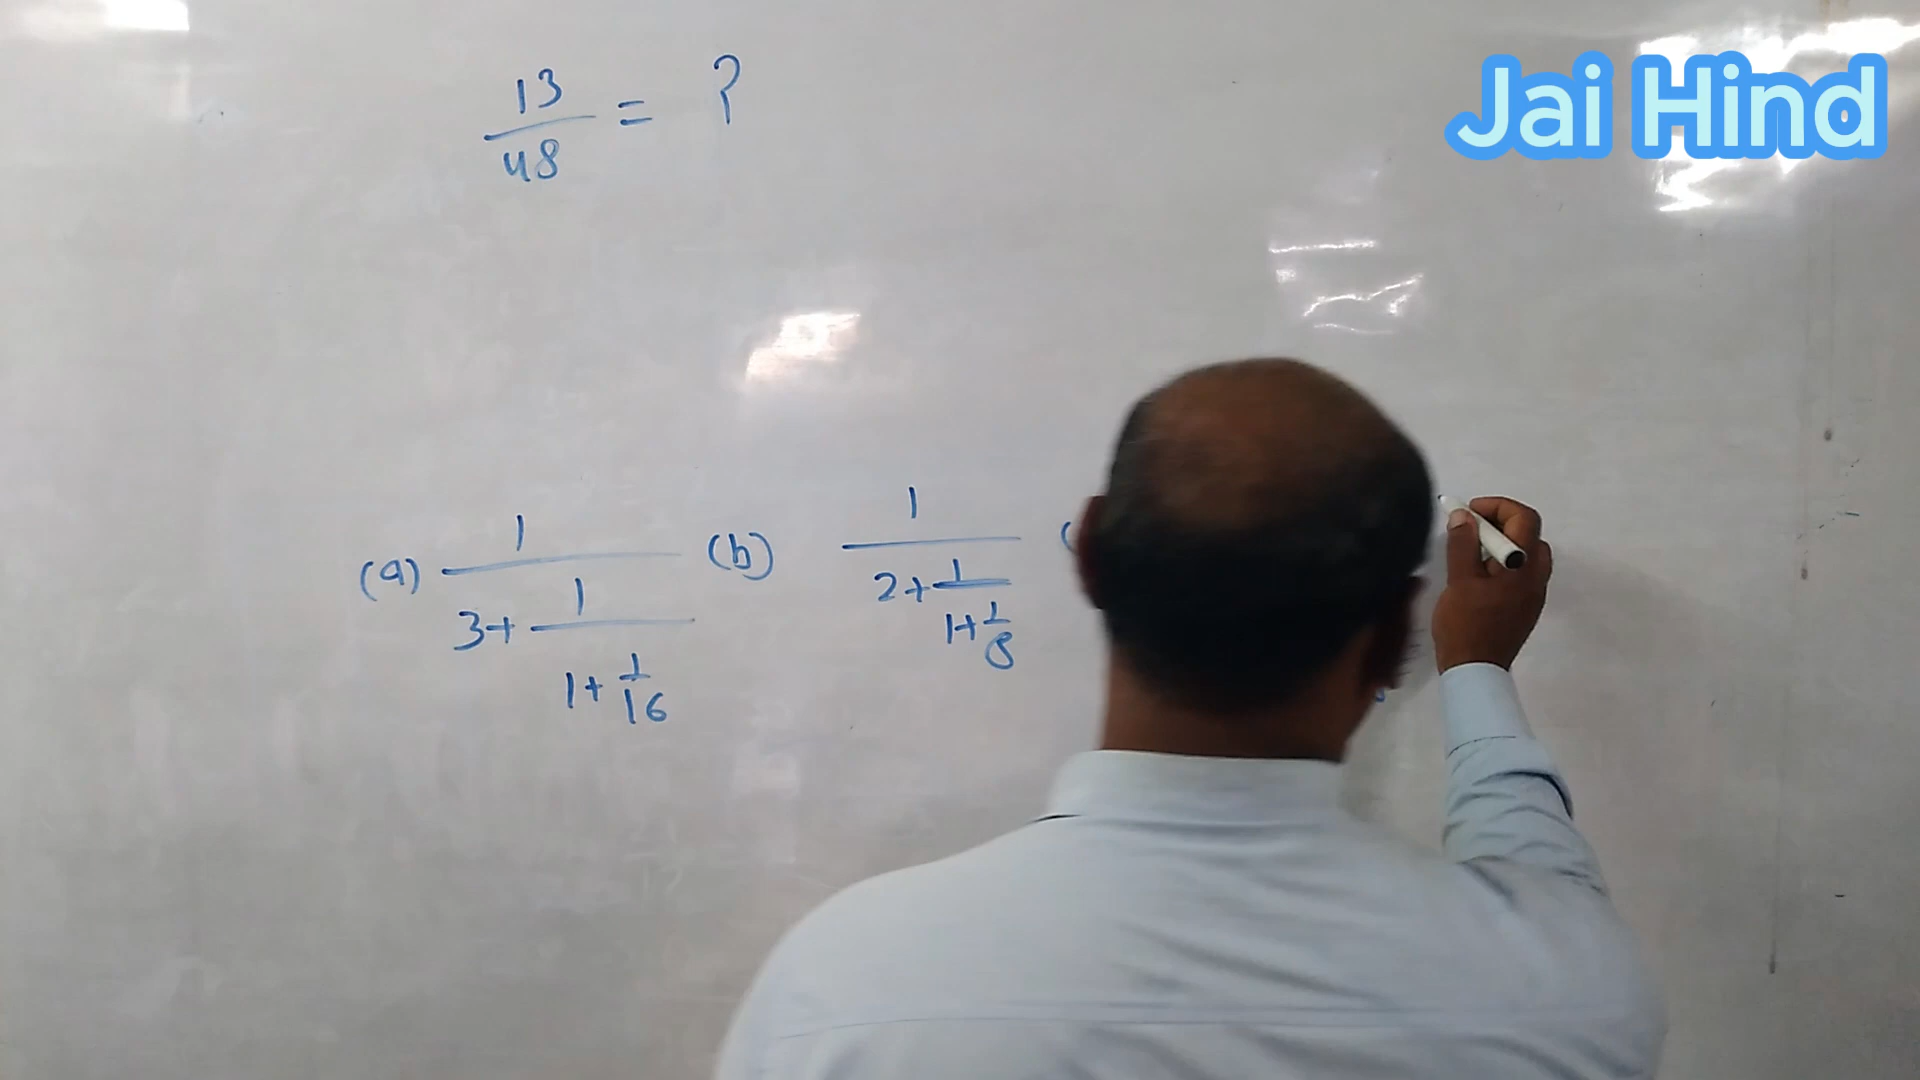 Jai Hind
13/48 = ?
(a) 1/(3+1/(1+1/16)) (b) 1/(2+1/(1+1/8)) (